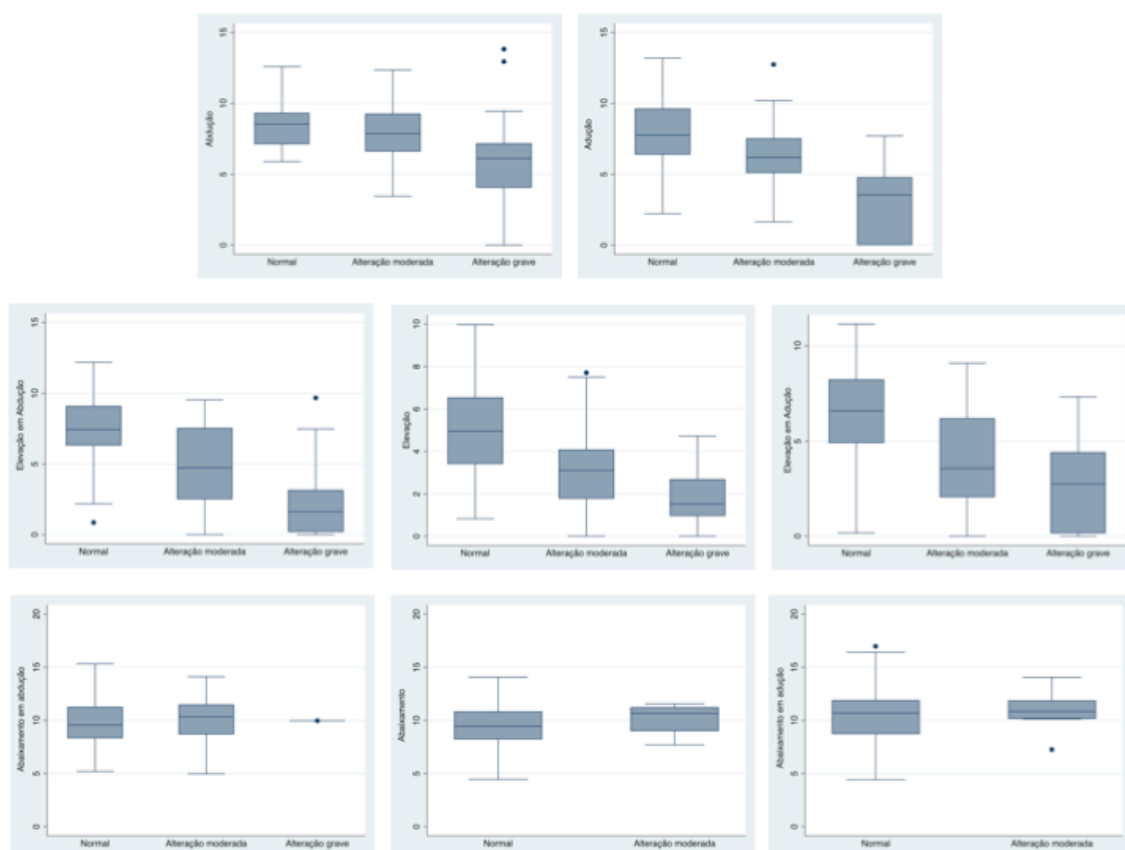 Abdução
15
10
5
0
Normal Alteração moderada Alteração grave
Adução
15
10
5
0
Normal Alteração moderada Alteração grave
Elevação em Abdução
15
10
5
0
Normal Alteração moderada Alteração grave
Elevação
10
8
6
4
2
0
Normal Alteração moderada Alteração grave
Elevação em Adução
10
5
0
Normal Alteração moderada Alteração grave
Abaixamento em abdução
20
15
10
5
0
Normal Alteração moderada Alteração grave
Abaixamento
20
15
10
5
0
Normal Alteração moderada
Abaixamento em adução
20
15
10
5
0
Normal Alteração moderada